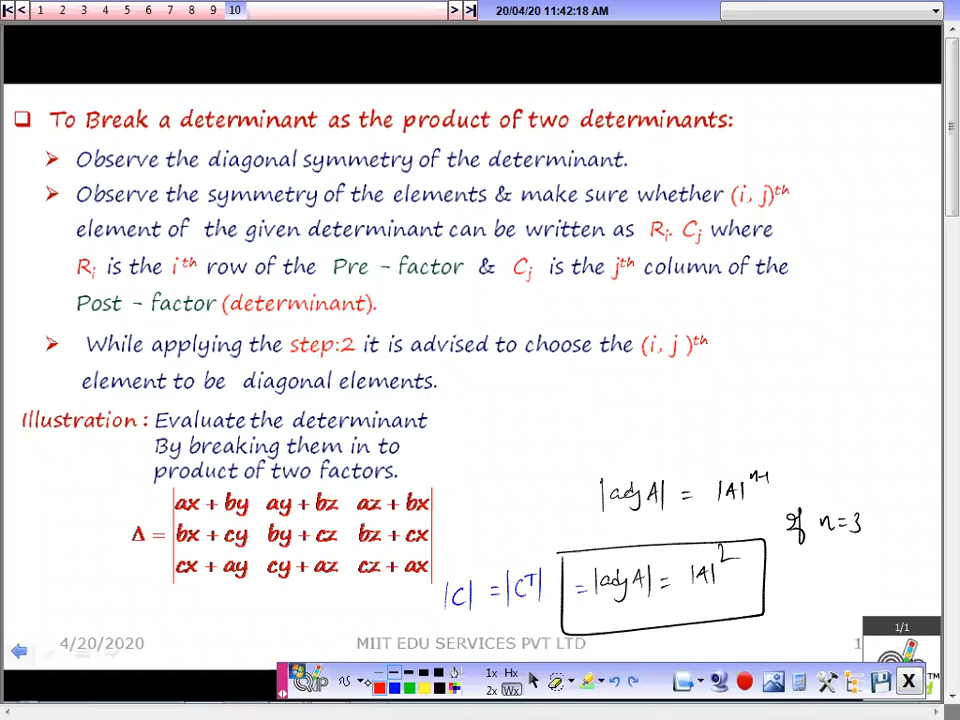 1 2 3 4 5 6 7 8 9 10
20/04/20 11:42:18 AM
To Break a determinant as the product of two determinants:
Observe the diagonal symmetry of the determinant.
Observe the symmetry of the elements & make sure whether (i, j)ᵗʰ
element of the given determinant can be written as Rᵢ. Cⱼ where
Rᵢ is the iᵗʰ row of the Pre - factor & Cⱼ is the jᵗʰ column of the
Post - factor (determinant).
While applying the step:2 it is advised to choose the (i, j )ᵗʰ
element to be diagonal elements.
Illustration : Evaluate the determinant
By breaking them in to
product of two factors.
Δ = | ax + by ay + bz az + bx |
| bx + cy by + cz bz + cx |
| cx + ay cy + az cz + ax |
|adj A| = |A|ⁿ⁻¹
if n=3
|C| = |Cᵀ| = |adj A| = |A|²
4/20/2020 MIIT EDU SERVICES PVT LTD 1
1/1
1x Hx
2x Wx
X
TM